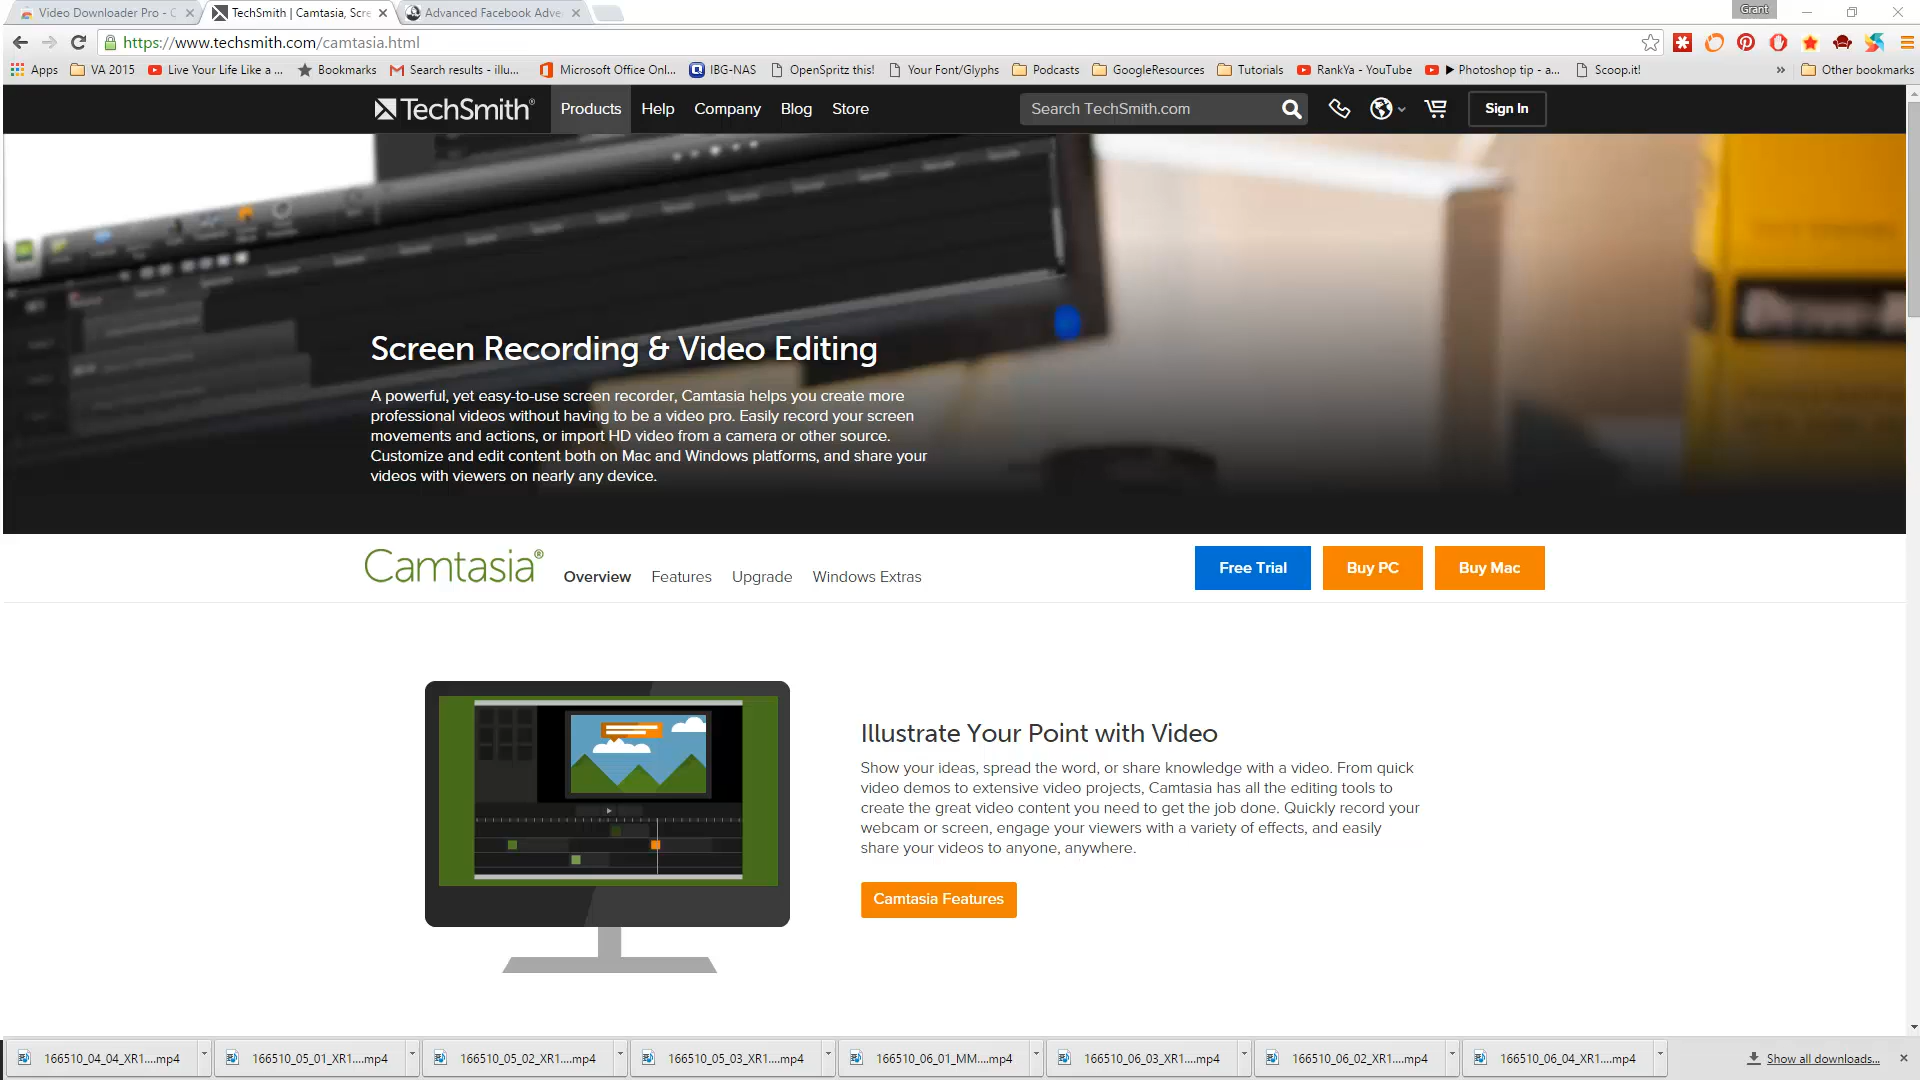 Video Downloader Pro - C
TechSmith | Camtasia, Scre
Advanced Facebook Adve
Grant
https://www.techsmith.com/camtasia.html
Apps
VA 2015
Live Your Life Like a ...
Bookmarks
Search results - illu...
Microsoft Office Onl...
IBG-NAS
OpenSpritz this!
Your Font/Glyphs
Podcasts
GoogleResources
Tutorials
RankYa - YouTube
Photoshop tip - a...
Scoop.it!
» Other bookmarks
TechSmith®
Products
Help
Company
Blog
Store
Search TechSmith.com
Sign In
Screen Recording & Video Editing
A powerful, yet easy-to-use screen recorder, Camtasia helps you create more
professional videos without having to be a video pro. Easily record your screen
movements and actions, or import HD video from a camera or other source.
Customize and edit content both on Mac and Windows platforms, and share your
videos with viewers on nearly any device.
Camtasia®
Overview
Features
Upgrade
Windows Extras
Free Trial
Buy PC
Buy Mac
Illustrate Your Point with Video
Show your ideas, spread the word, or share knowledge with a video. From quick
video demos to extensive video projects, Camtasia has all the editing tools to
create the great video content you need to get the job done. Quickly record your
webcam or screen, engage your viewers with a variety of effects, and easily
share your videos to anyone, anywhere.
Camtasia Features
166510_04_04_XR1....mp4
166510_05_01_XR1....mp4
166510_05_02_XR1....mp4
166510_05_03_XR1....mp4
166510_06_01_MM....mp4
166510_06_03_XR1....mp4
166510_06_02_XR1....mp4
166510_06_04_XR1....mp4
Show all downloads...